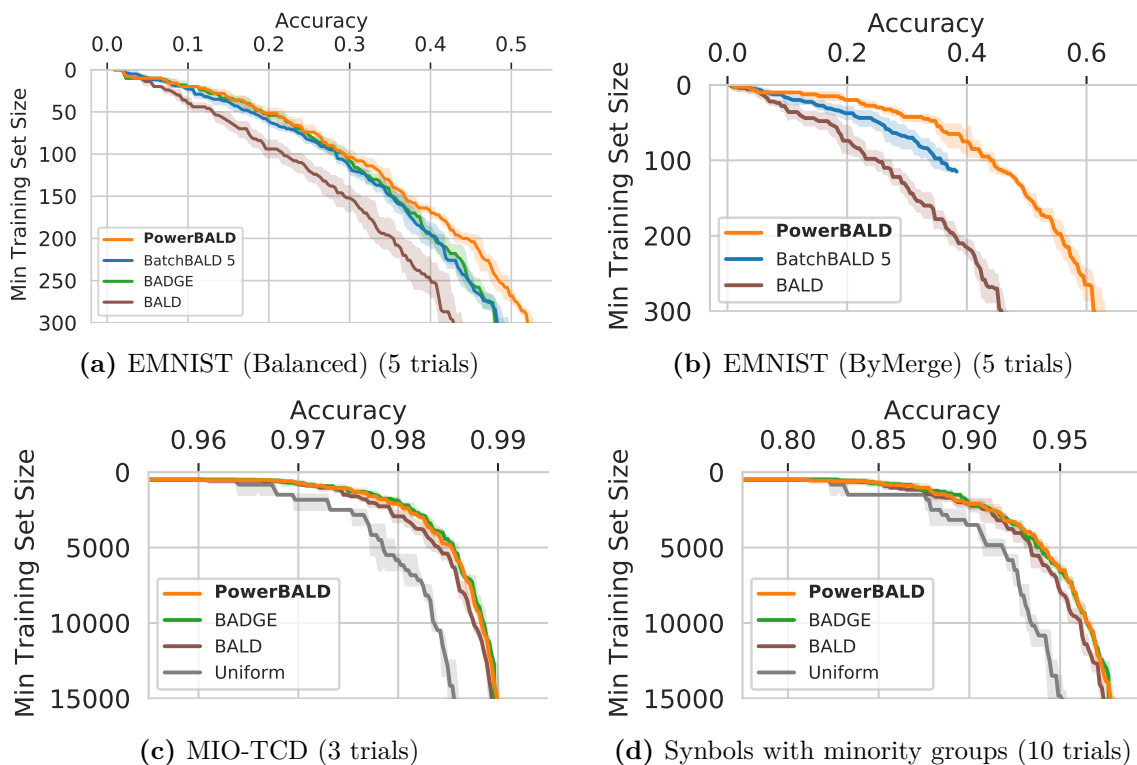 Accuracy
0.0 0.1 0.2 0.3 0.4 0.5
Min Training Set Size
0
50
100
150
200
250
300
PowerBALD
BatchBALD 5
BADGE
BALD
(a) EMNIST (Balanced) (5 trials)
Accuracy
0.0 0.2 0.4 0.6
Min Training Set Size
0
100
200
300
PowerBALD
BatchBALD 5
BALD
(b) EMNIST (ByMerge) (5 trials)
Accuracy
0.96 0.97 0.98 0.99
Min Training Set Size
0
5000
10000
15000
PowerBALD
BADGE
BALD
Uniform
(c) MIO-TCD (3 trials)
Accuracy
0.80 0.85 0.90 0.95
Min Training Set Size
0
5000
10000
15000
PowerBALD
BADGE
BALD
Uniform
(d) Synbols with minority groups (10 trials)